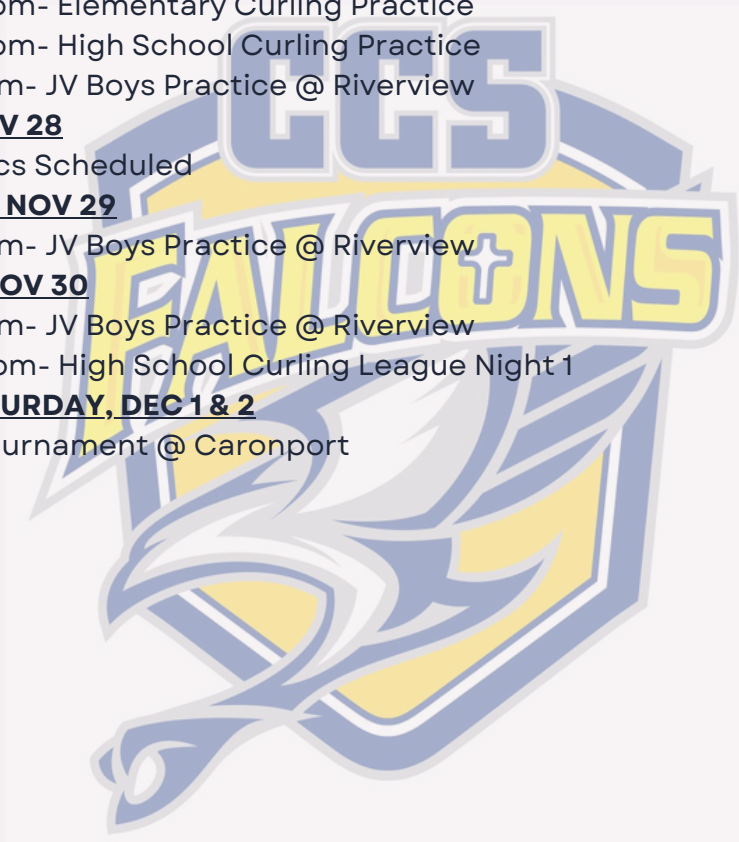 pm- Elementary Curling Practice
pm- High School Curling Practice
m- JV Boys Practice @ Riverview
V 28
cs Scheduled
NOV 29
m- JV Boys Practice @ Riverview
OV 30
m- JV Boys Practice @ Riverview
pm- High School Curling League Night 1
URDAY, DEC 1 & 2
urnament @ Caronport
CCS
FALCONS